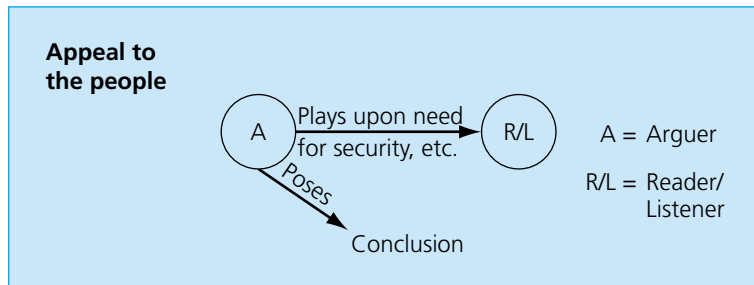 Appeal to
the people
A
Plays upon need
for security, etc.
R/L
Poses
Conclusion
A = Arguer
R/L = Reader/
Listener